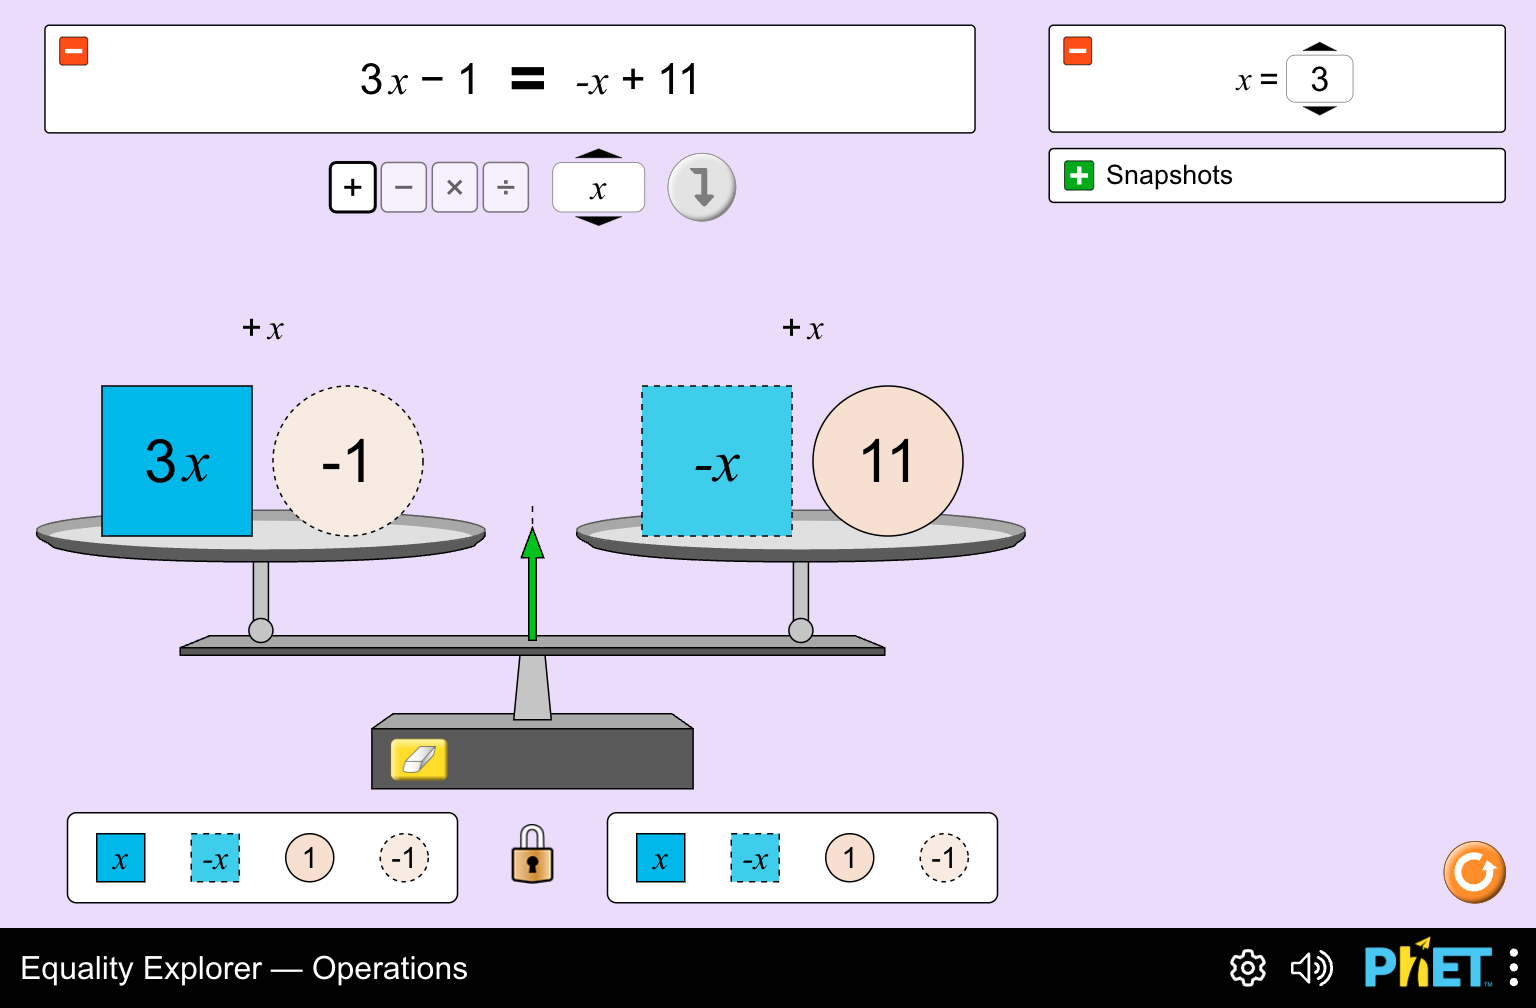 3x − 1 = -x + 11
x = 3
+ − × ÷ x
Snapshots
+ x + x
3x -1 -x 11
x -x 1 -1 x -x 1 -1
Equality Explorer — Operations
PhET